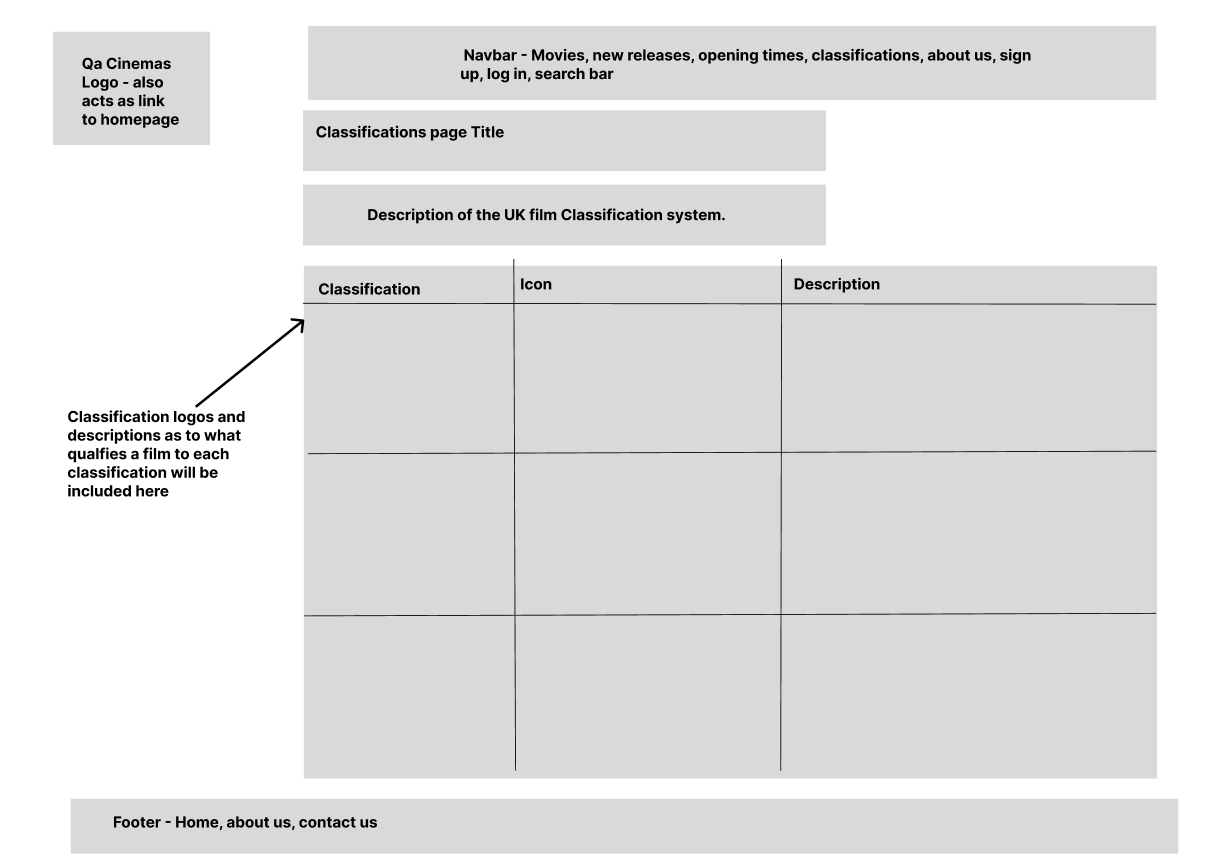 Qa Cinemas
Logo - also
acts as link
to homepage
Navbar - Movies, new releases, opening times, classifications, about us, sign
up, log in, search bar
Classifications page Title
Description of the UK film Classification system.
Classification
Icon
Description
Classification logos and
descriptions as to what
qualfies a film to each
classification will be
included here
Footer - Home, about us, contact us